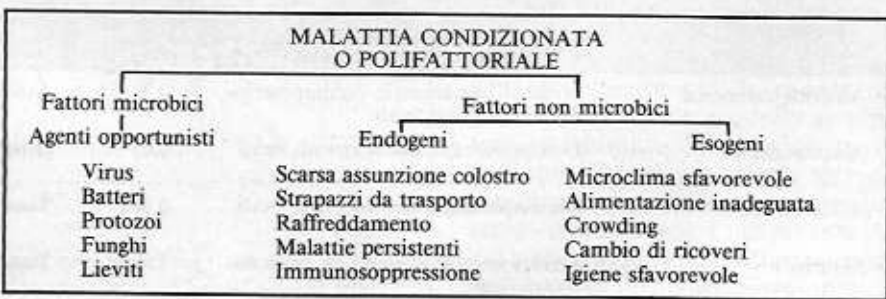 MALATTIA CONDIZIONATA
O POLIFATTORIALE
Fattori microbici
Fattori non microbici
Agenti opportunisti
Endogeni
Esogeni
Virus
Batteri
Protozoi
Funghi
Lieviti
Scarsa assunzione colostro
Strapazzi da trasporto
Raffreddamento
Malattie persistenti
Immunosoppressione
Microclima sfavorevole
Alimentazione inadeguata
Crowding
Cambio di ricoveri
Igiene sfavorevole